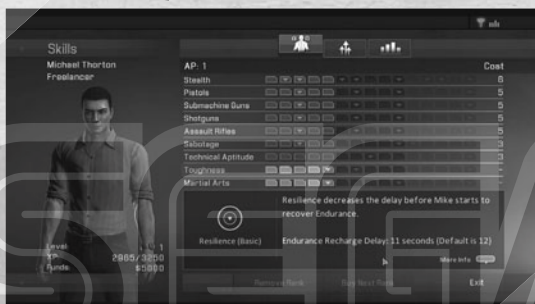 Skills
Michael Thorton
Freelancer
AP: 1 Cost
Stealth 6
Pistols 5
Submachine Guns 5
Shotguns 5
Assault Rifles 5
Sabotage 3
Technical Aptitude 3
Toughness
Martial Arts
Resilience (Basic)
Resilience decreases the delay before Mike starts to
recover Endurance.
Endurance Recharge Delay: 11 seconds (Default is 12)
More Info
Level: 1
XP: 2865/3250
Funds: $5000
Remove Rank Buy Next Rank Exit